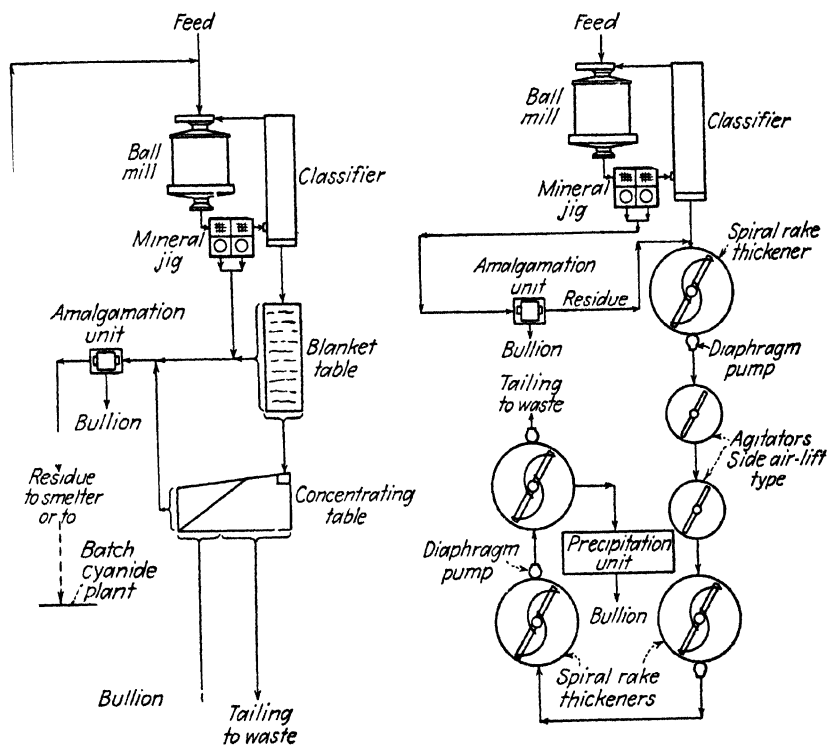 Feed
Ball
mill
Classifier
Mineral
jig
Amalgamation
unit
Blanket
table
Bullion
Residue
to smelter
or to
Concentrating
table
Batch
cyanide
plant
Bullion
Tailing
to waste
Feed
Ball
mill
Classifier
Mineral
jig
Spiral rake
thickener
Amalgamation
unit
Residue
Bullion
Diaphragm
pump
Tailing
to waste
Agitators
Side air-lift
type
Precipitation
unit
Diaphragm
pump
Bullion
Spiral rake
thickeners